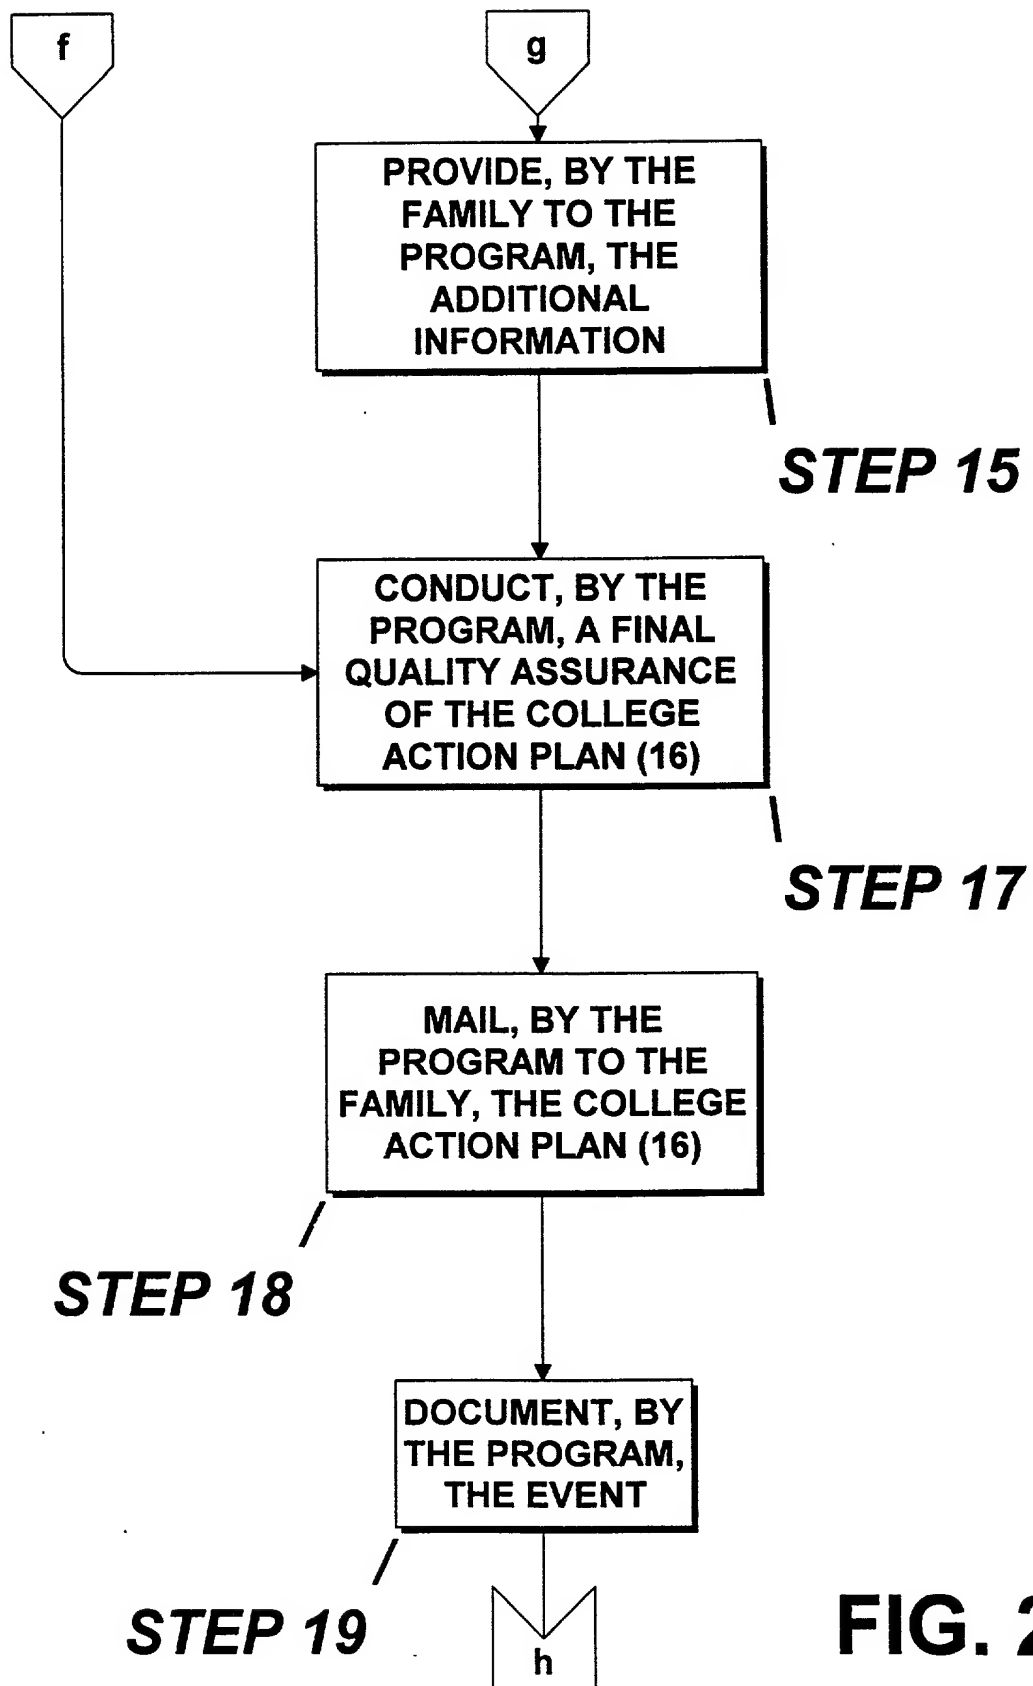 f
g
PROVIDE, BY THE
FAMILY TO THE
PROGRAM, THE
ADDITIONAL
INFORMATION
STEP 15
CONDUCT, BY THE
PROGRAM, A FINAL
QUALITY ASSURANCE
OF THE COLLEGE
ACTION PLAN (16)
STEP 17
MAIL, BY THE
PROGRAM TO THE
FAMILY, THE COLLEGE
ACTION PLAN (16)
STEP 18
DOCUMENT, BY
THE PROGRAM,
THE EVENT
STEP 19
h
FIG. 2